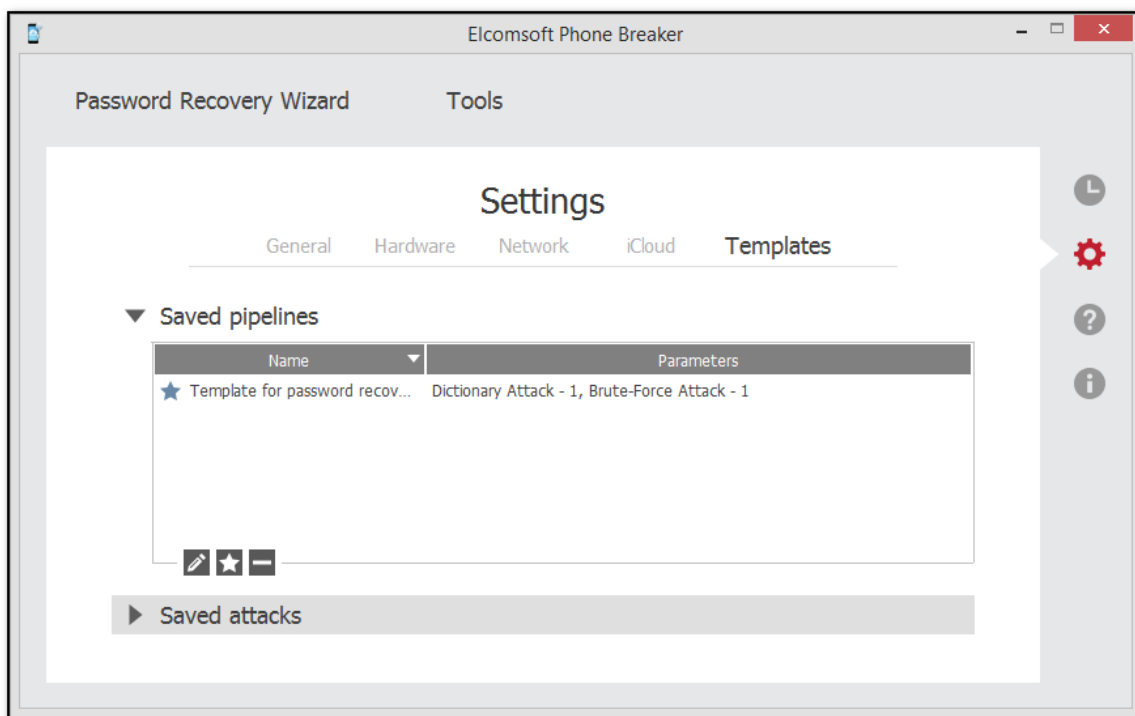 Elcomsoft Phone Breaker
Password Recovery Wizard Tools
Settings
General Hardware Network iCloud Templates
Saved pipelines
Name Parameters
Template for password recov... Dictionary Attack - 1, Brute-Force Attack - 1
Saved attacks